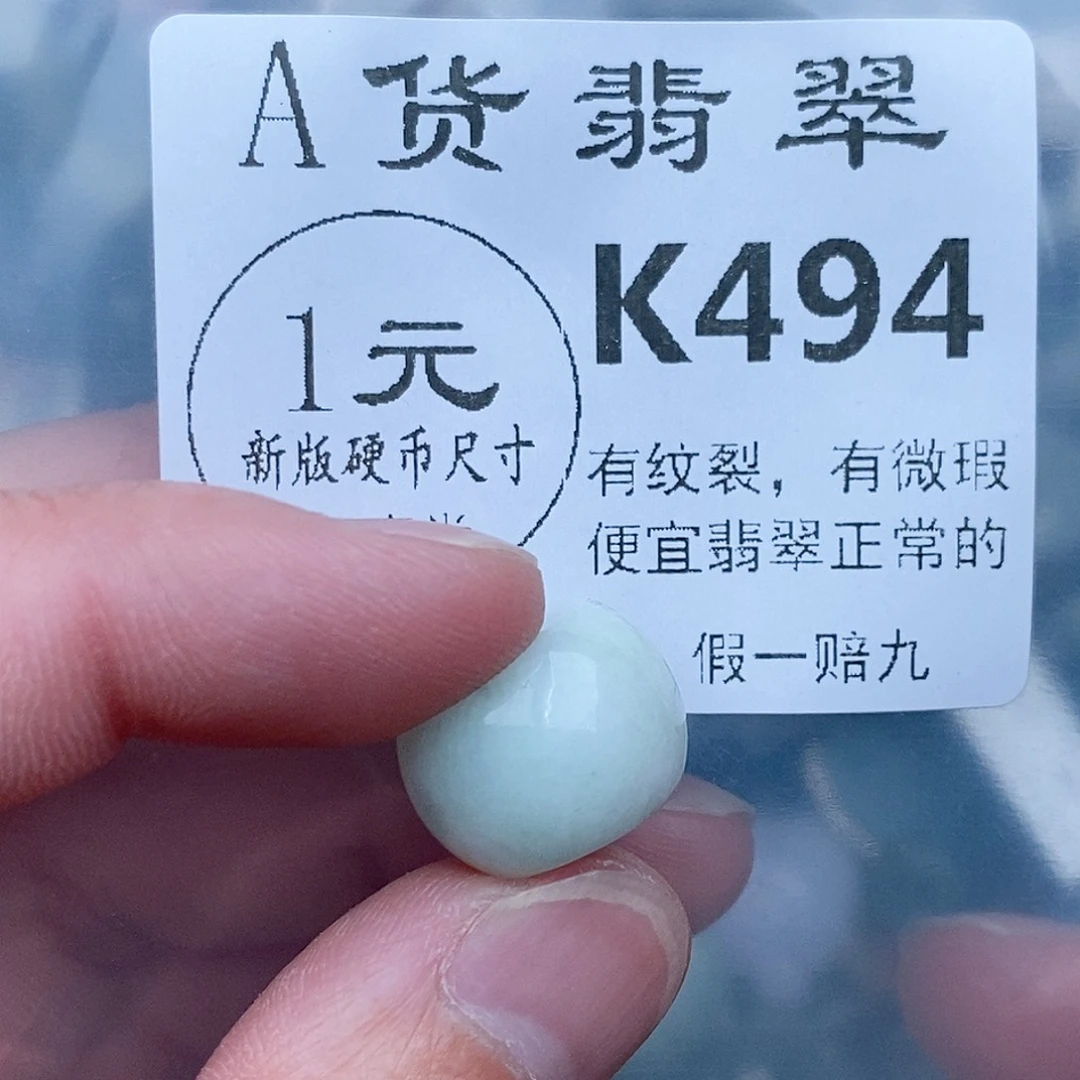 A货翡翠
K494
1元
新版硬币尺寸
有纹裂，有微瑕
便宜翡翠正常的
假一赔九